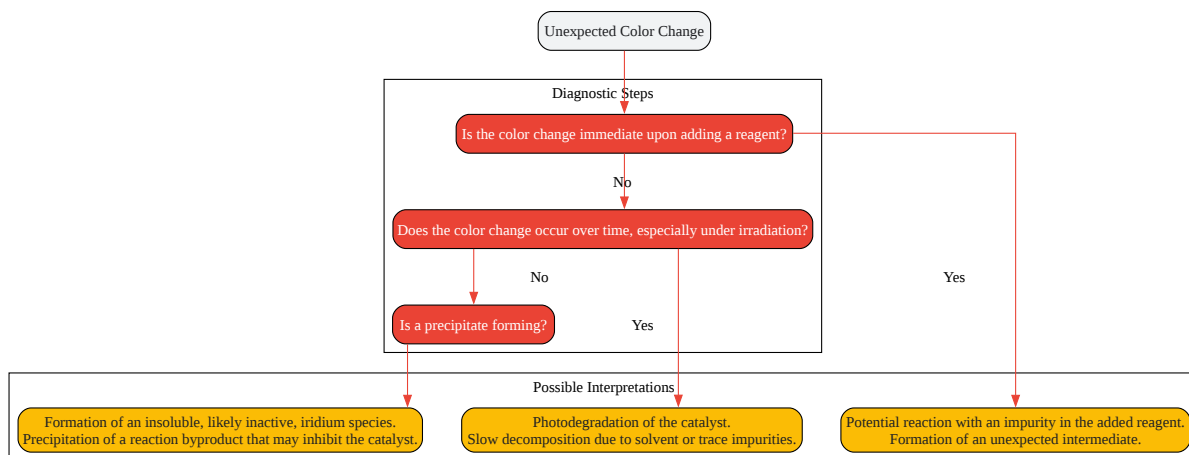 Unexpected Color Change
Diagnostic Steps
Is the color change immediate upon adding a reagent?
No
Does the color change occur over time, especially under irradiation?
No
Yes
Is a precipitate forming?
Yes
Possible Interpretations
Formation of an insoluble, likely inactive, iridium species.
Precipitation of a reaction byproduct that may inhibit the catalyst.
Photodegradation of the catalyst.
Slow decomposition due to solvent or trace impurities.
Potential reaction with an impurity in the added reagent.
Formation of an unexpected intermediate.